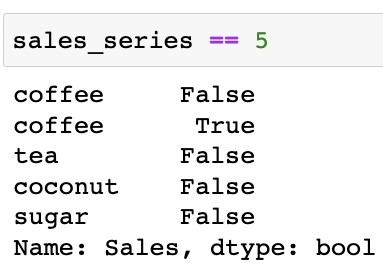 sales_series == 5
coffee     False
coffee      True
tea        False
coconut    False
sugar      False
Name: Sales, dtype: bool